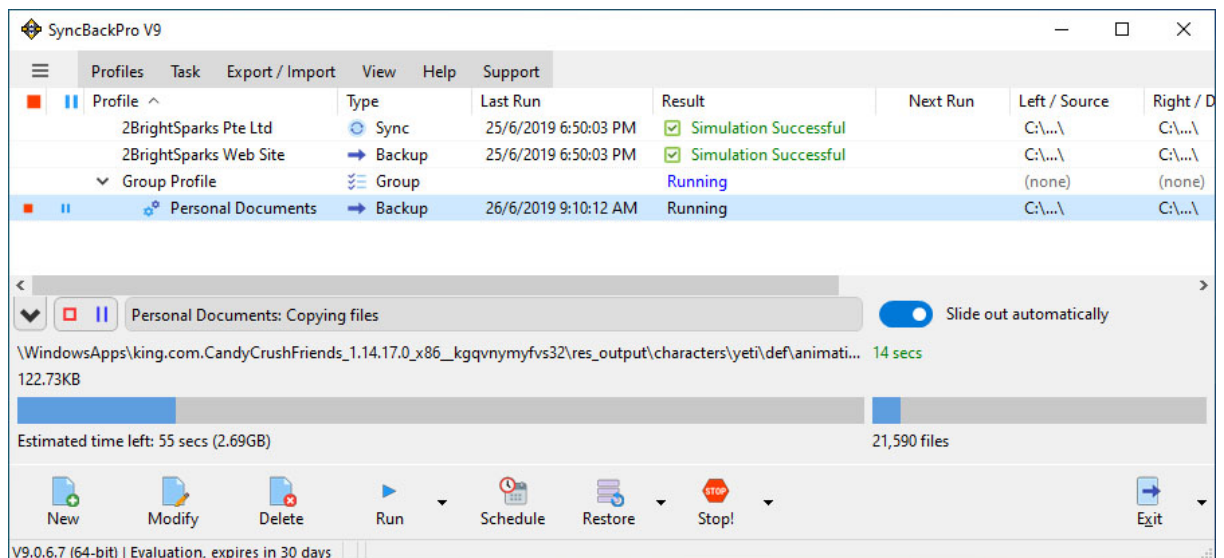 SyncBackPro V9
Profiles Task Export / Import View Help Support
Profile Type Last Run Result Next Run Left / Source Right / D
2BrightSparks Pte Ltd Sync 25/6/2019 6:50:03 PM Simulation Successful C:\...\ C:\...\
2BrightSparks Web Site Backup 25/6/2019 6:50:03 PM Simulation Successful C:\...\ C:\...\
Group Profile Group Running (none) (none)
Personal Documents Backup 26/6/2019 9:10:12 AM Running C:\...\ C:\...\
Personal Documents: Copying files Slide out automatically
\WindowsApps\king.com.CandyCrushFriends_1.14.17.0_x86__kgqvnymyfvs32\res_output\characters\yeti\def\animati... 14 secs
122.73KB
Estimated time left: 55 secs (2.69GB) 21,590 files
STOP
New Modify Delete Run Schedule Restore Stop! Exit
V9.0.6.7 (64-bit) | Evaluation, expires in 30 days